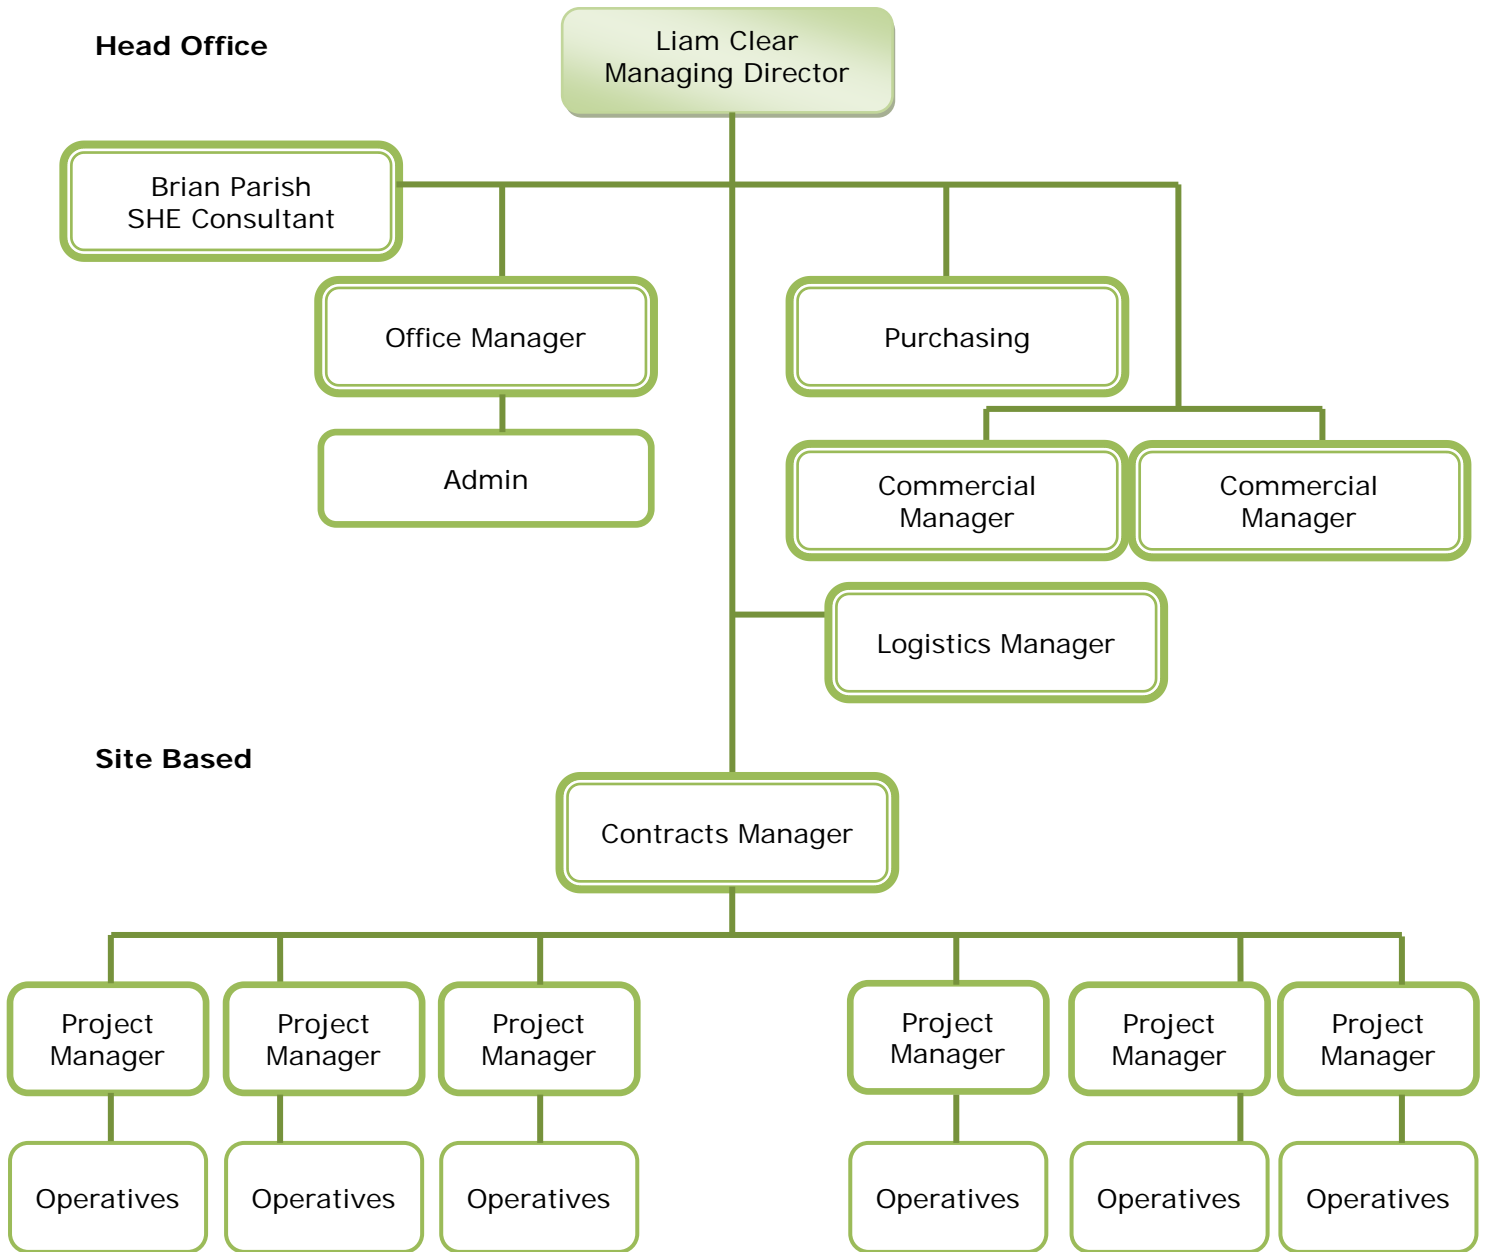 Head Office
Liam Clear
Managing Director
Brian Parish
SHE Consultant
Office Manager
Purchasing
Admin
Commercial
Manager
Commercial
Manager
Logistics Manager
Site Based
Contracts Manager
Project
Manager
Project
Manager
Project
Manager
Project
Manager
Project
Manager
Project
Manager
Operatives
Operatives
Operatives
Operatives
Operatives
Operatives